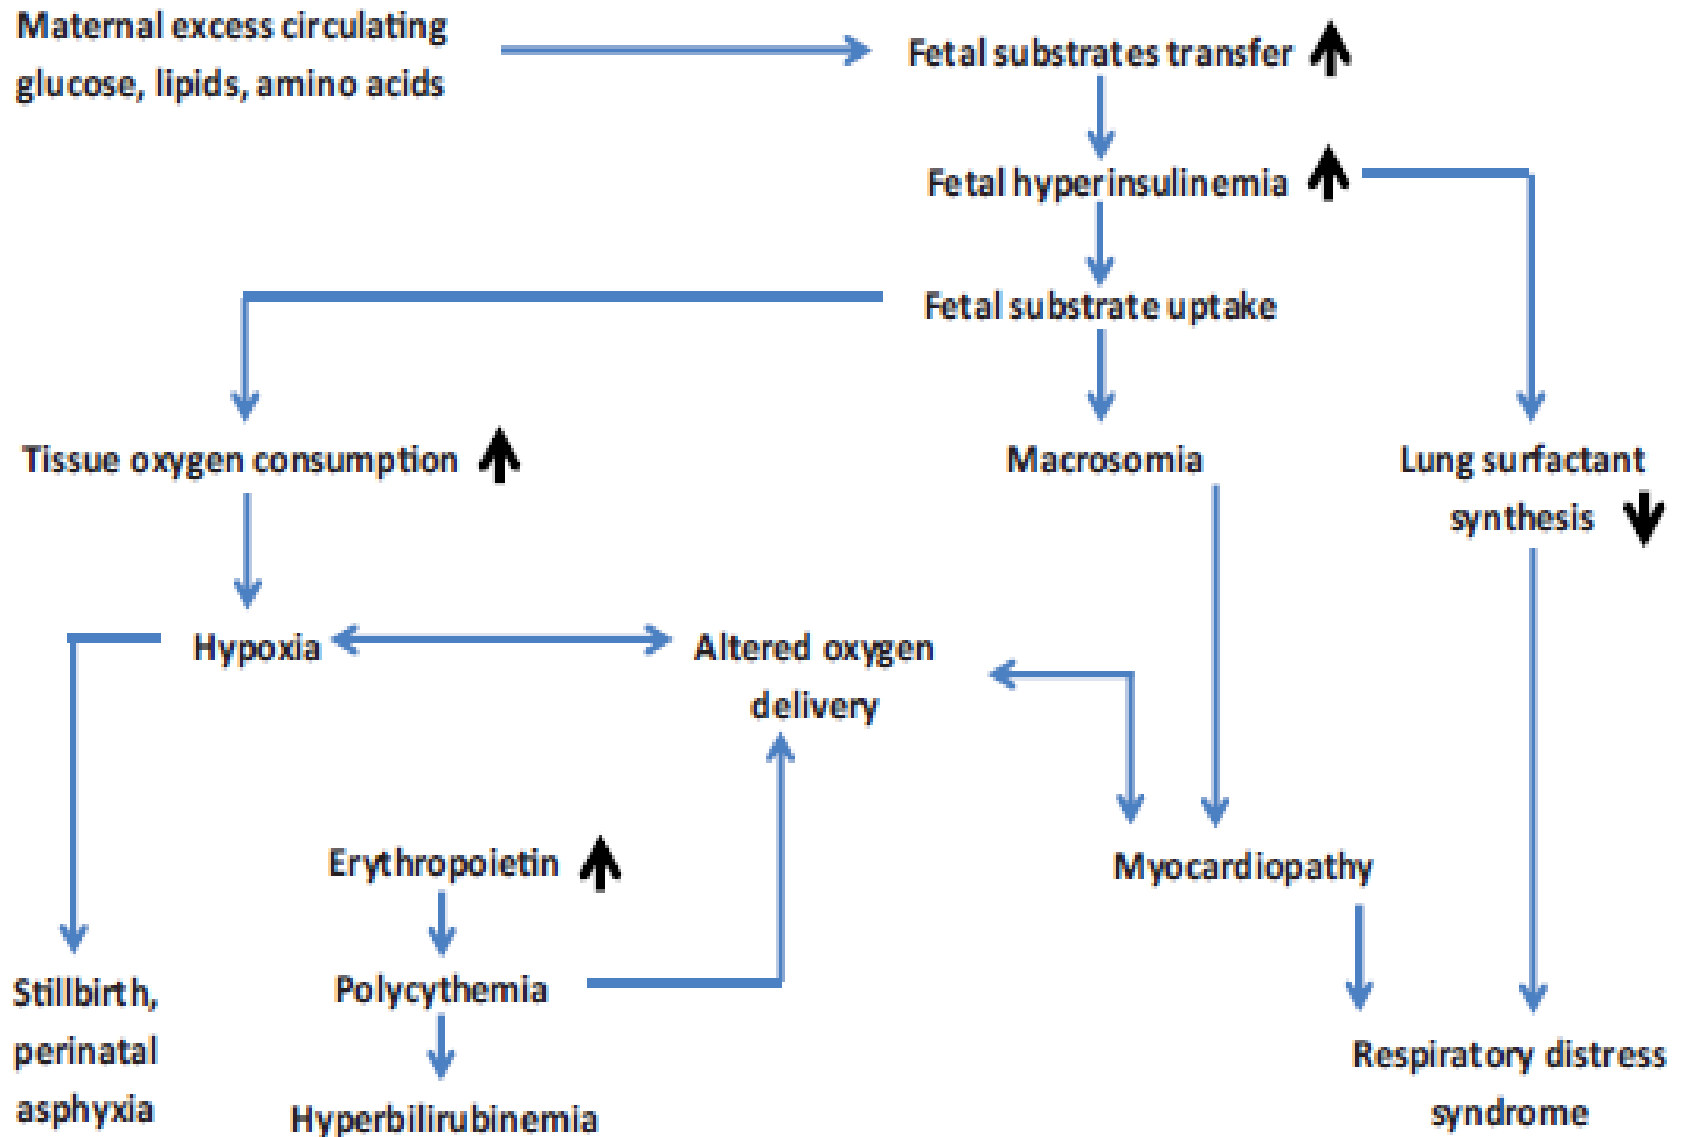 Maternal excess circulating
glucose, lipids, amino acids
Fetal substrates transfer
Fetal hyperinsulinemia
Fetal substrate uptake
Tissue oxygen consumption
Macrosomia
Lung surfactant
synthesis
Hypoxia
Altered oxygen
delivery
Erythropoietin
Myocardiopathy
Polycythemia
Stillbirth,
perinatal
asphyxia
Hyperbilirubinemia
Respiratory distress
syndrome